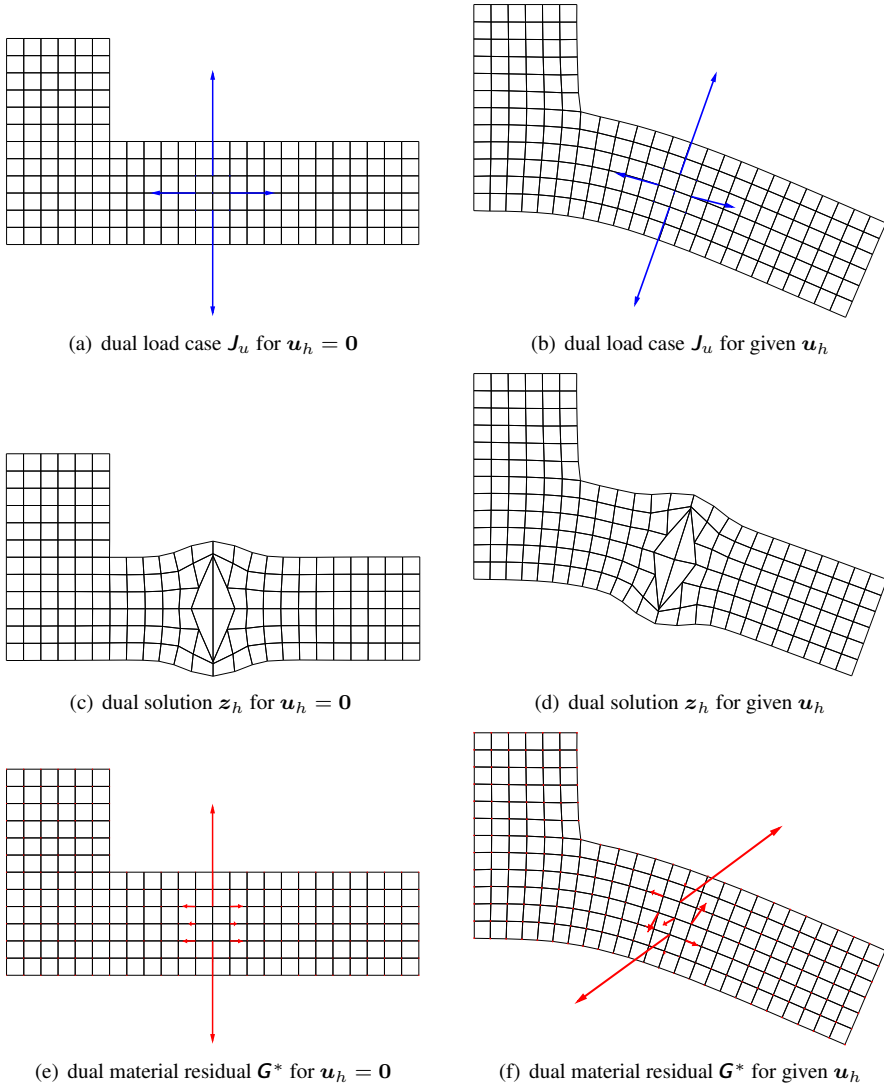 (a) dual load case J_u for u_h = 0
(b) dual load case J_u for given u_h
(c) dual solution z_h for u_h = 0
(d) dual solution z_h for given u_h
(e) dual material residual G* for u_h = 0
(f) dual material residual G* for given u_h